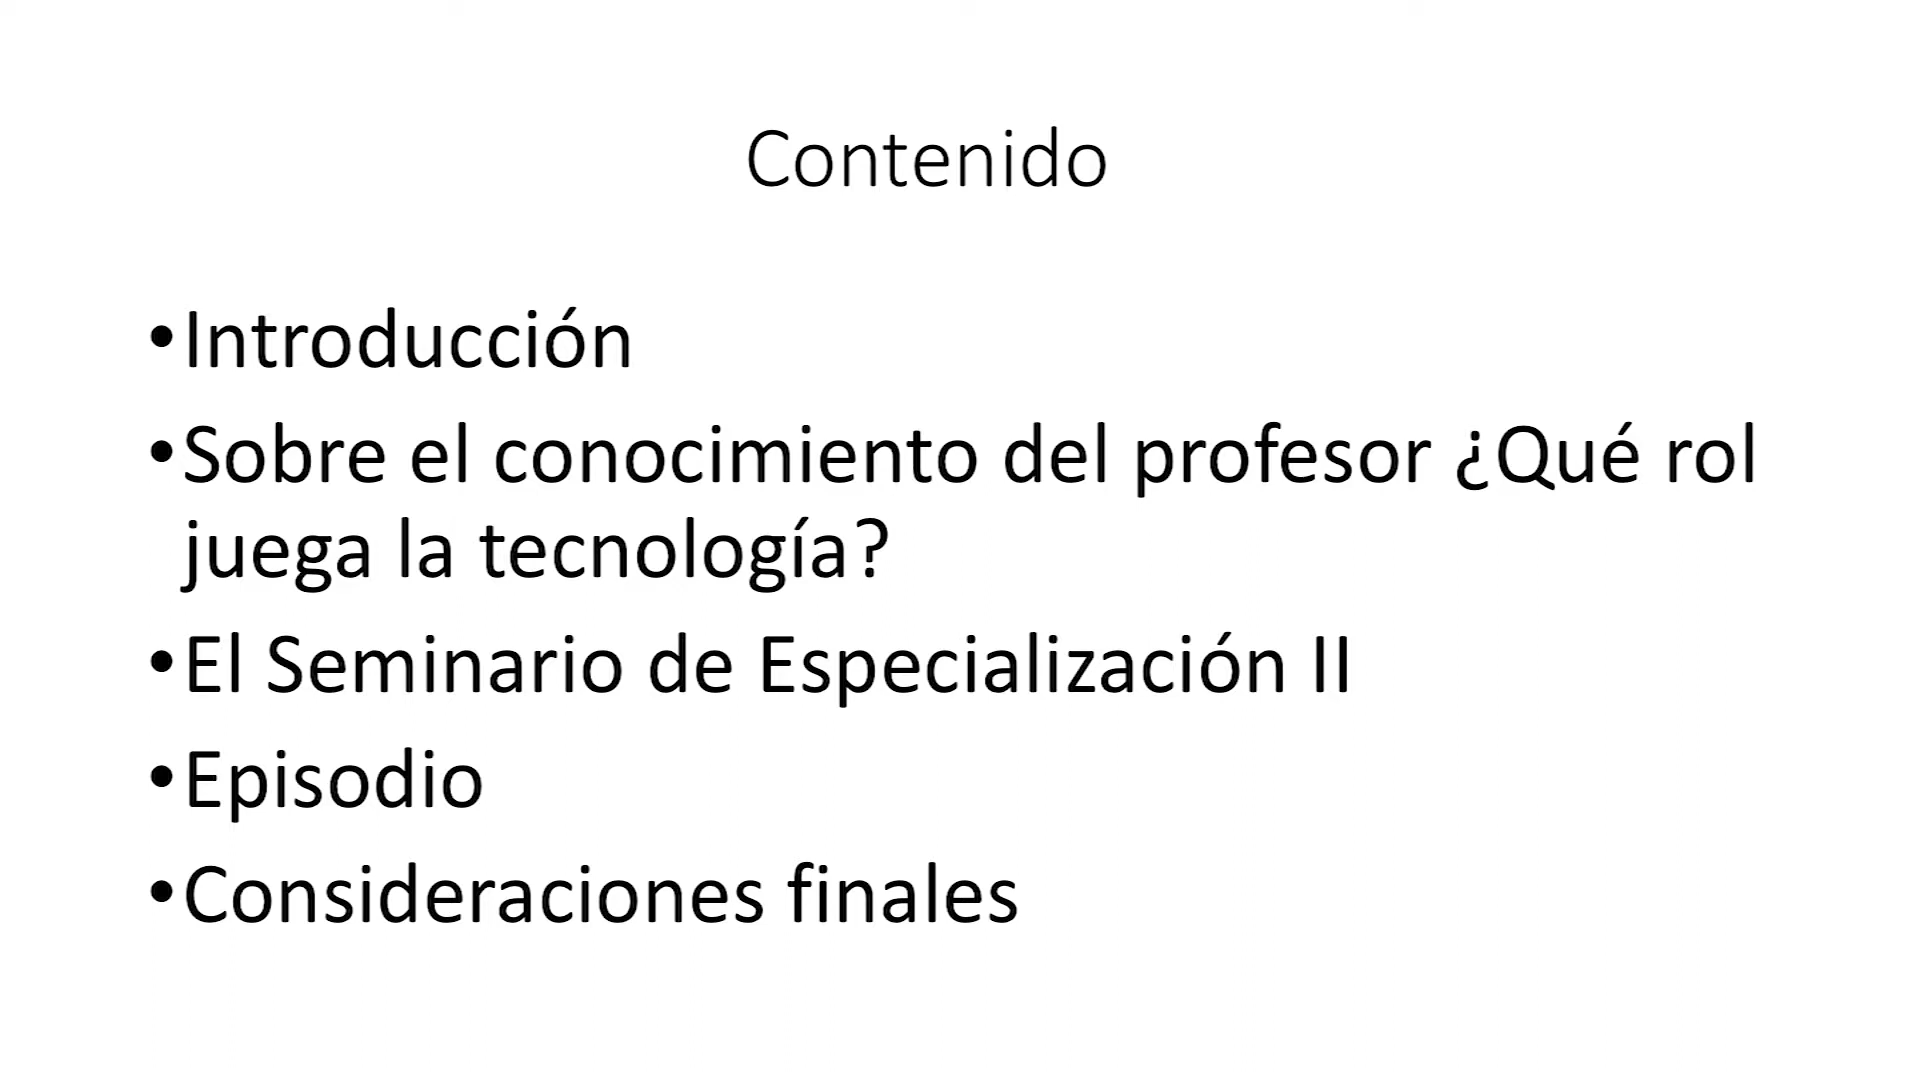 Contenido
•Introducción
•Sobre el conocimiento del profesor ¿Qué rol
juega la tecnología?
•El Seminario de Especialización II
•Episodio
•Consideraciones finales